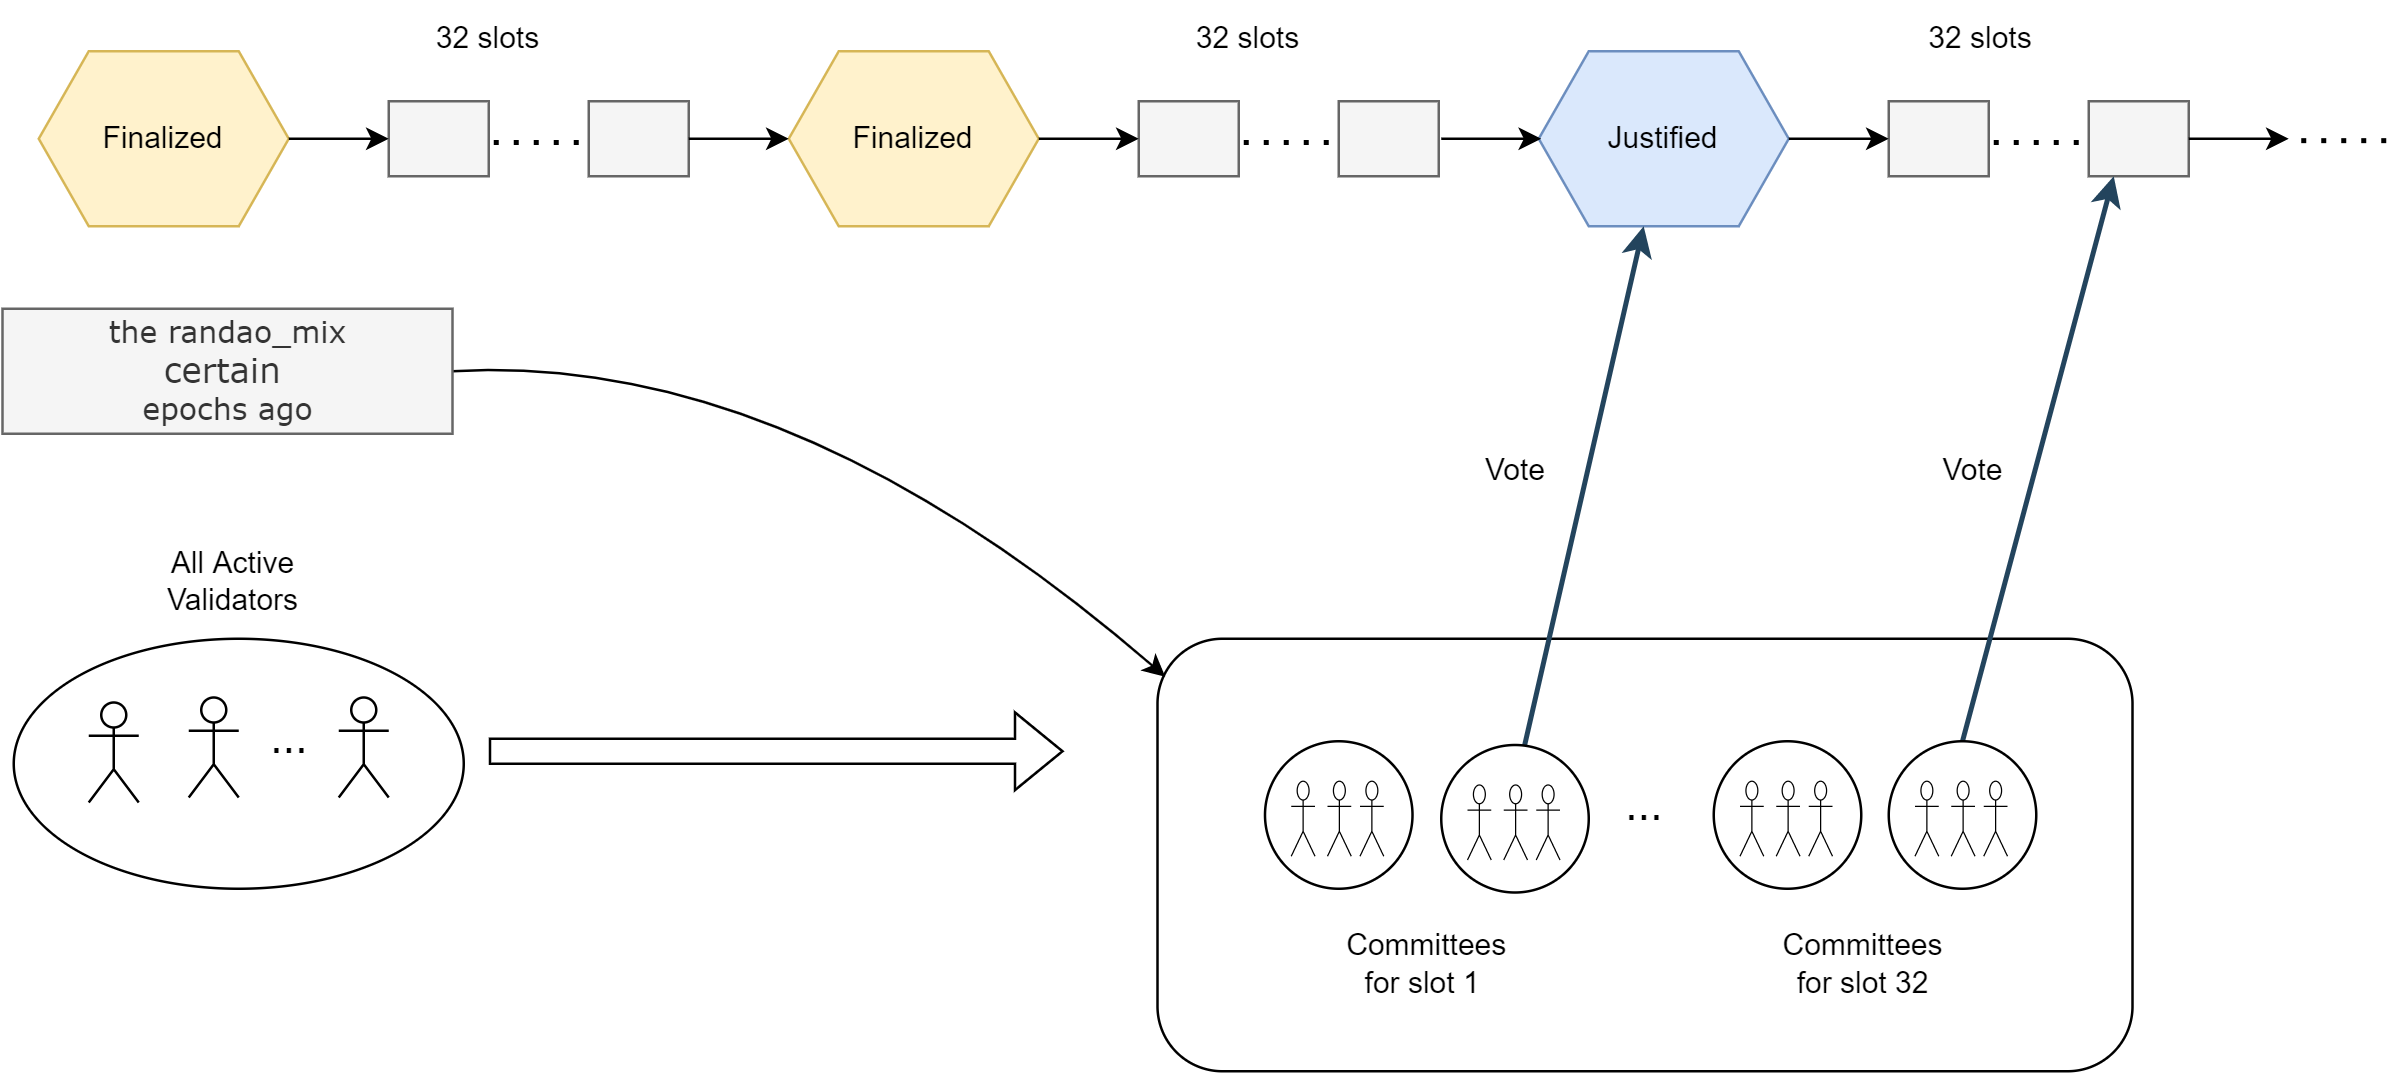 32 slots
32 slots
32 slots
Finalized
.....
Finalized
.....
Justified
.....
.....
the randao_mix
certain
epochs ago
Vote
Vote
All Active
Validators
...
...
Committees
for slot 1
Committees
for slot 32